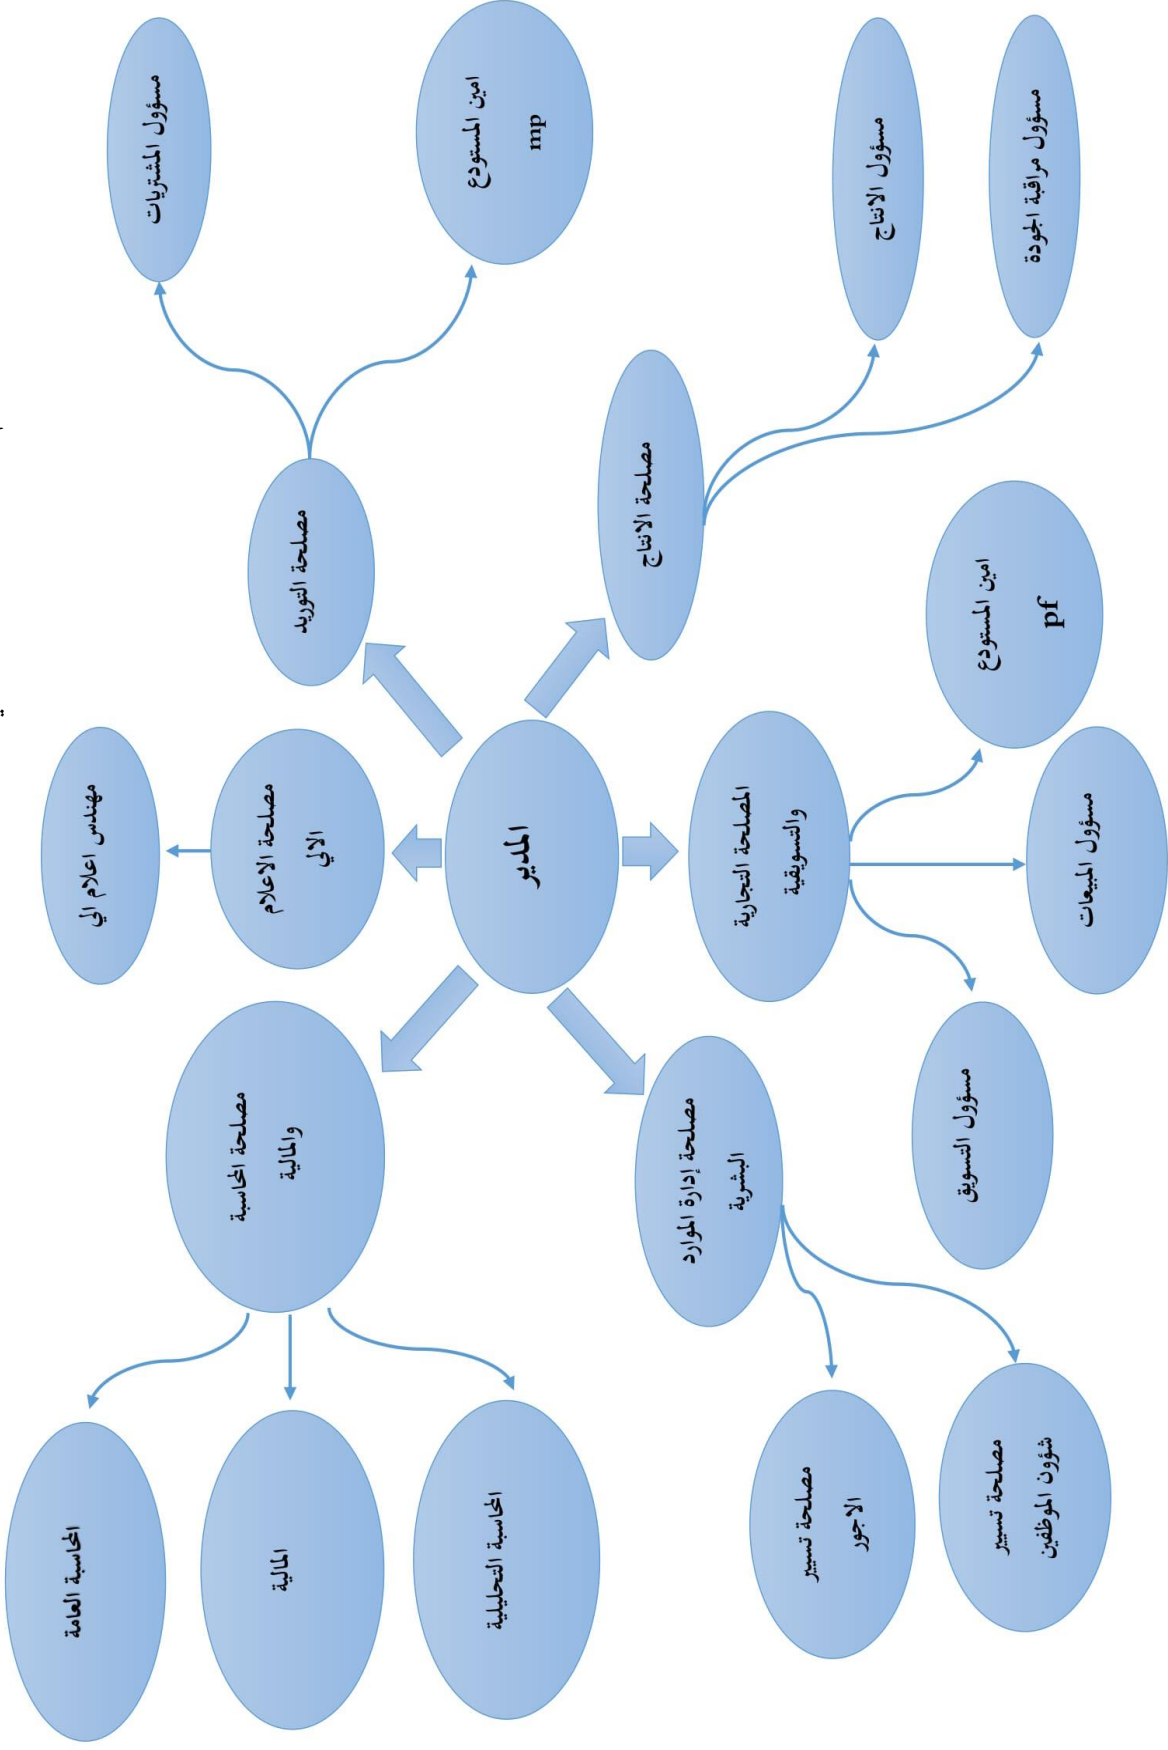 مسؤول المشتريات
امين المستودع
mp
مسؤول الانتاج
مسؤول مراقبة الجودة
مصلحة التوريد
مصلحة الانتاج
امين المستودع
pf
مهندس اعلام الي
مصلحة الاعلام
الالي
المدير
المصلحة التجارية
والتسويقية
مسؤول المبيعات
مصلحة المحاسبة
والمالية
مصلحة إدارة الموارد
البشرية
مسؤول التسويق
المحاسبة العامة
المالية
المحاسبة التحليلية
مصلحة تسيير
الاجور
مصلحة تسيير
شؤون الموظفين